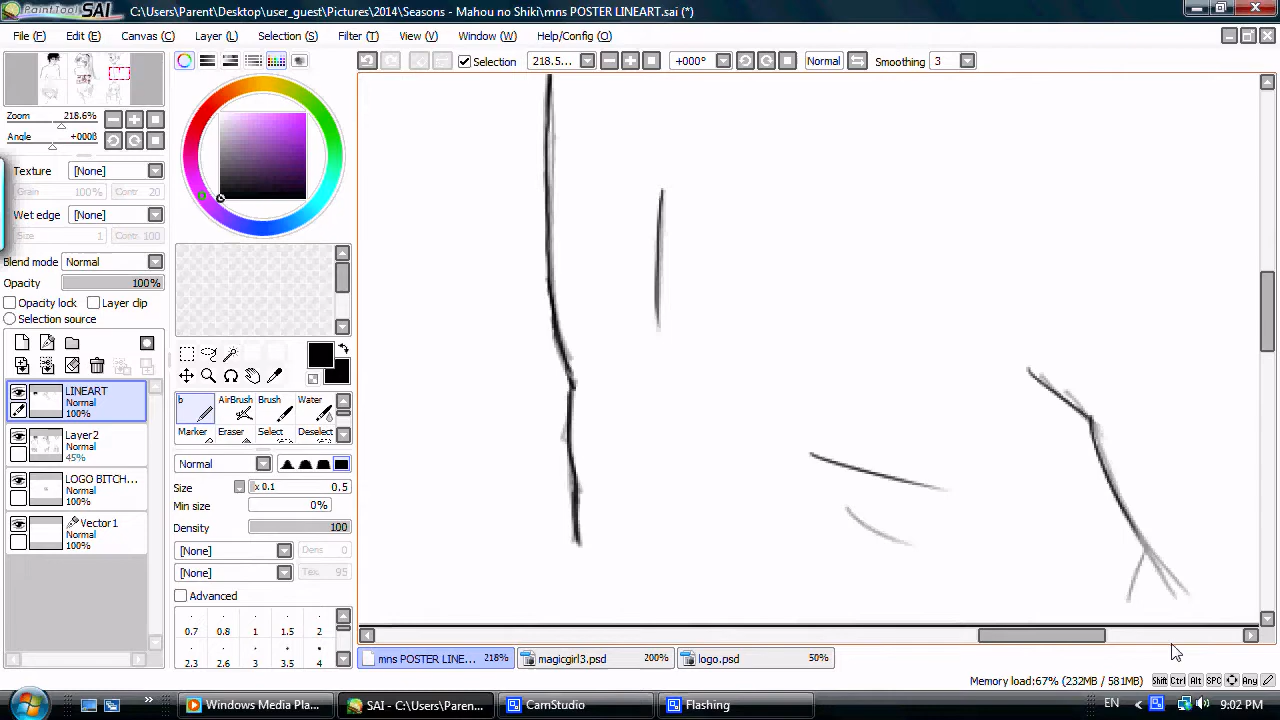 PaintTool SAI C:\Users\Parent\Desktop\user_guest\Pictures\2014\Seasons - Mahou no Shiki\mns POSTER LINEART.sai (*)
File (F) Edit (E) Canvas (C) Layer (L) Selection (S) Filter (T) View (V) Window (W) Help/Config (O)
Selection 218.5... +000° Normal Smoothing 3
Zoom 218.6%
Angle +000ß
Texture [None]
Grain 100% Contr 20
Wet edge [None]
Size 1 Contr 100
Blend mode Normal
Opacity 100%
Opacity lock Layer clip
Selection source
LINEART
Normal
100%
Layer2
Normal
45%
LOGO BITCH...
Normal
100%
Vector1
Normal
100%
b AirBrush Brush Water
Marker Eraser Select Deselect
Normal
Size x 0.1 0.5
Min size 0%
Density 100
[None] Dens 0
[None] Tex. 95
Advanced
0.7 0.8 1 1.5 2
2.3 2.6 3 3.5 4
mns POSTER LINE... 218% magicgirl3.psd 200% logo.psd 50%
Memory load:67% (232MB / 581MB) Shift Ctrl Alt SPC Any
Windows Media Pla... SAI - C:\Users\Paren... CamStudio Flashing EN 9:02 PM